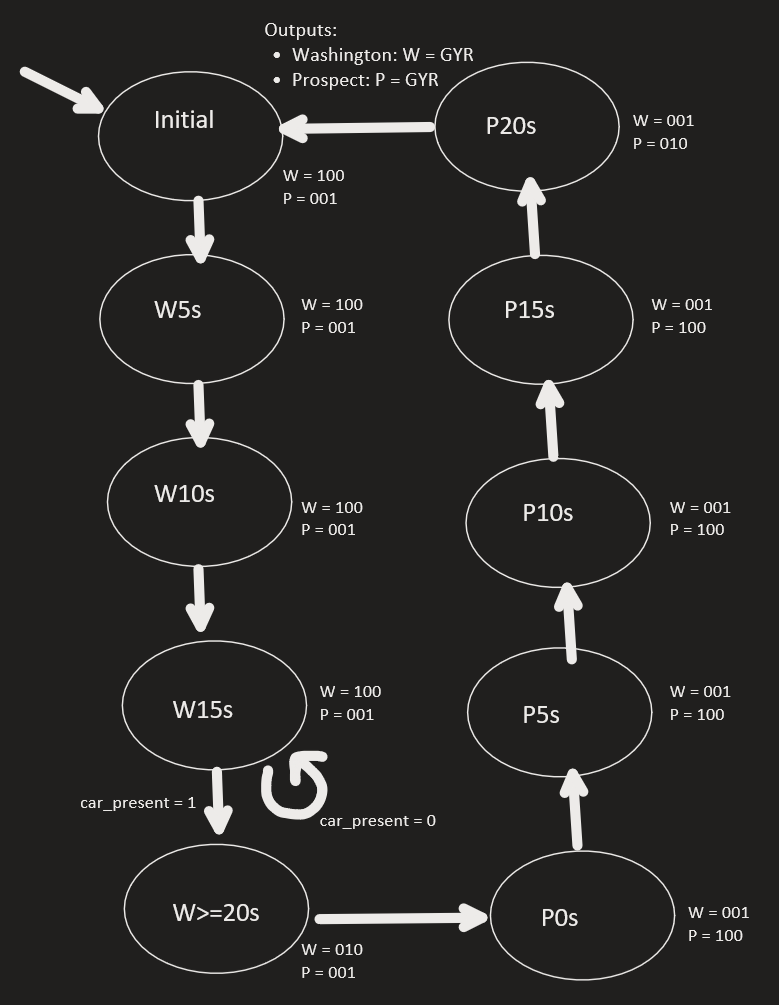 Outputs:
• Washington: W = GYR
• Prospect: P = GYR
Initial
W = 100
P = 001
W5s
W = 100
P = 001
W10s
W = 100
P = 001
W15s
W = 100
P = 001
car_present = 1
car_present = 0
W>=20s
W = 010
P = 001
P0s
W = 001
P = 100
P5s
W = 001
P = 100
P10s
W = 001
P = 100
P15s
W = 001
P = 100
P20s
W = 001
P = 010